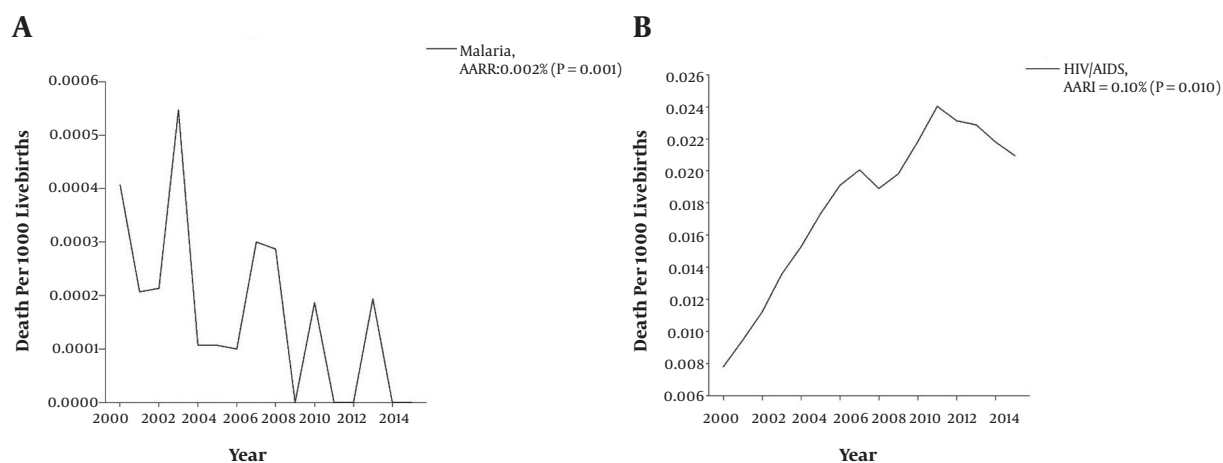 A
Malaria,
AARR:0.002% (P = 0.001)
Death Per 1000 Livebirths
0.0006
0.0005
0.0004
0.0003
0.0002
0.0001
0.0000
2000 2002 2004 2006 2008 2010 2012 2014
Year
B
HIV/AIDS,
AARI = 0.10% (P = 0.010)
Death Per 1000 Livebirths
0.026
0.024
0.022
0.020
0.018
0.016
0.014
0.012
0.010
0.008
0.006
2000 2002 2004 2006 2008 2010 2012 2014
Year